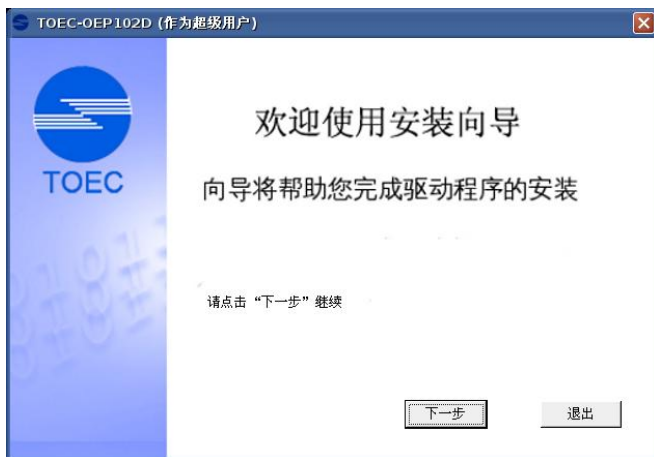 TOEC-OEP102D (作为超级用户)
TOEC
欢迎使用安装向导
向导将帮助您完成驱动程序的安装
请点击“下一步”继续
下一步
退出